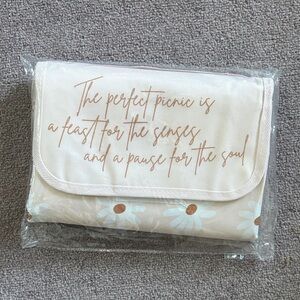 The perfect picnic is
a feast for the senses
and a pause for the soul